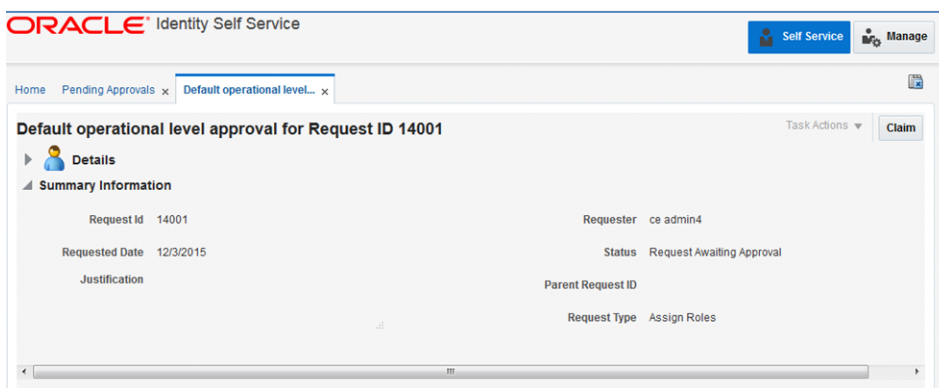 ORACLE® Identity Self Service
Self Service Manage
Home Pending Approvals x Default operational level... x
Default operational level approval for Request ID 14001 Task Actions Claim
Details
Summary Information
Request Id 14001 Requester ce admin4
Requested Date 12/3/2015 Status Request Awaiting Approval
Justification Parent Request ID
Request Type Assign Roles